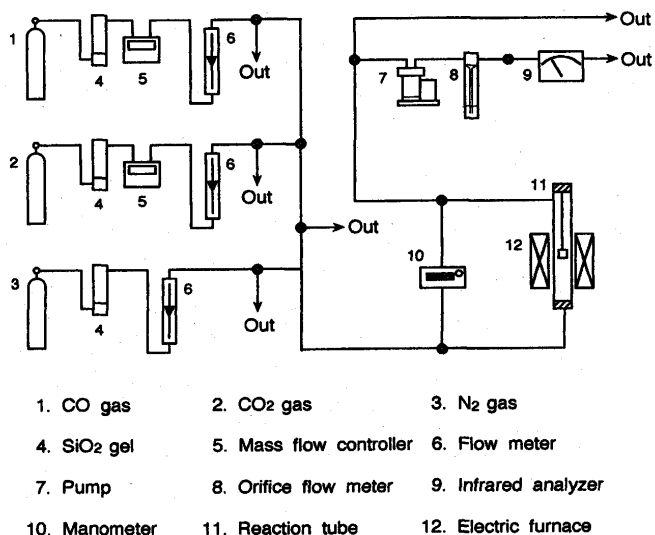 Out
1
4
5
6
Out
7
8
9
Out
2
4
5
6
Out
Out
11
10
12
3
4
6
Out
1. CO gas 2. CO2 gas 3. N2 gas
4. SiO2 gel 5. Mass flow controller 6. Flow meter
7. Pump 8. Orifice flow meter 9. Infrared analyzer
10. Manometer 11. Reaction tube 12. Electric furnace